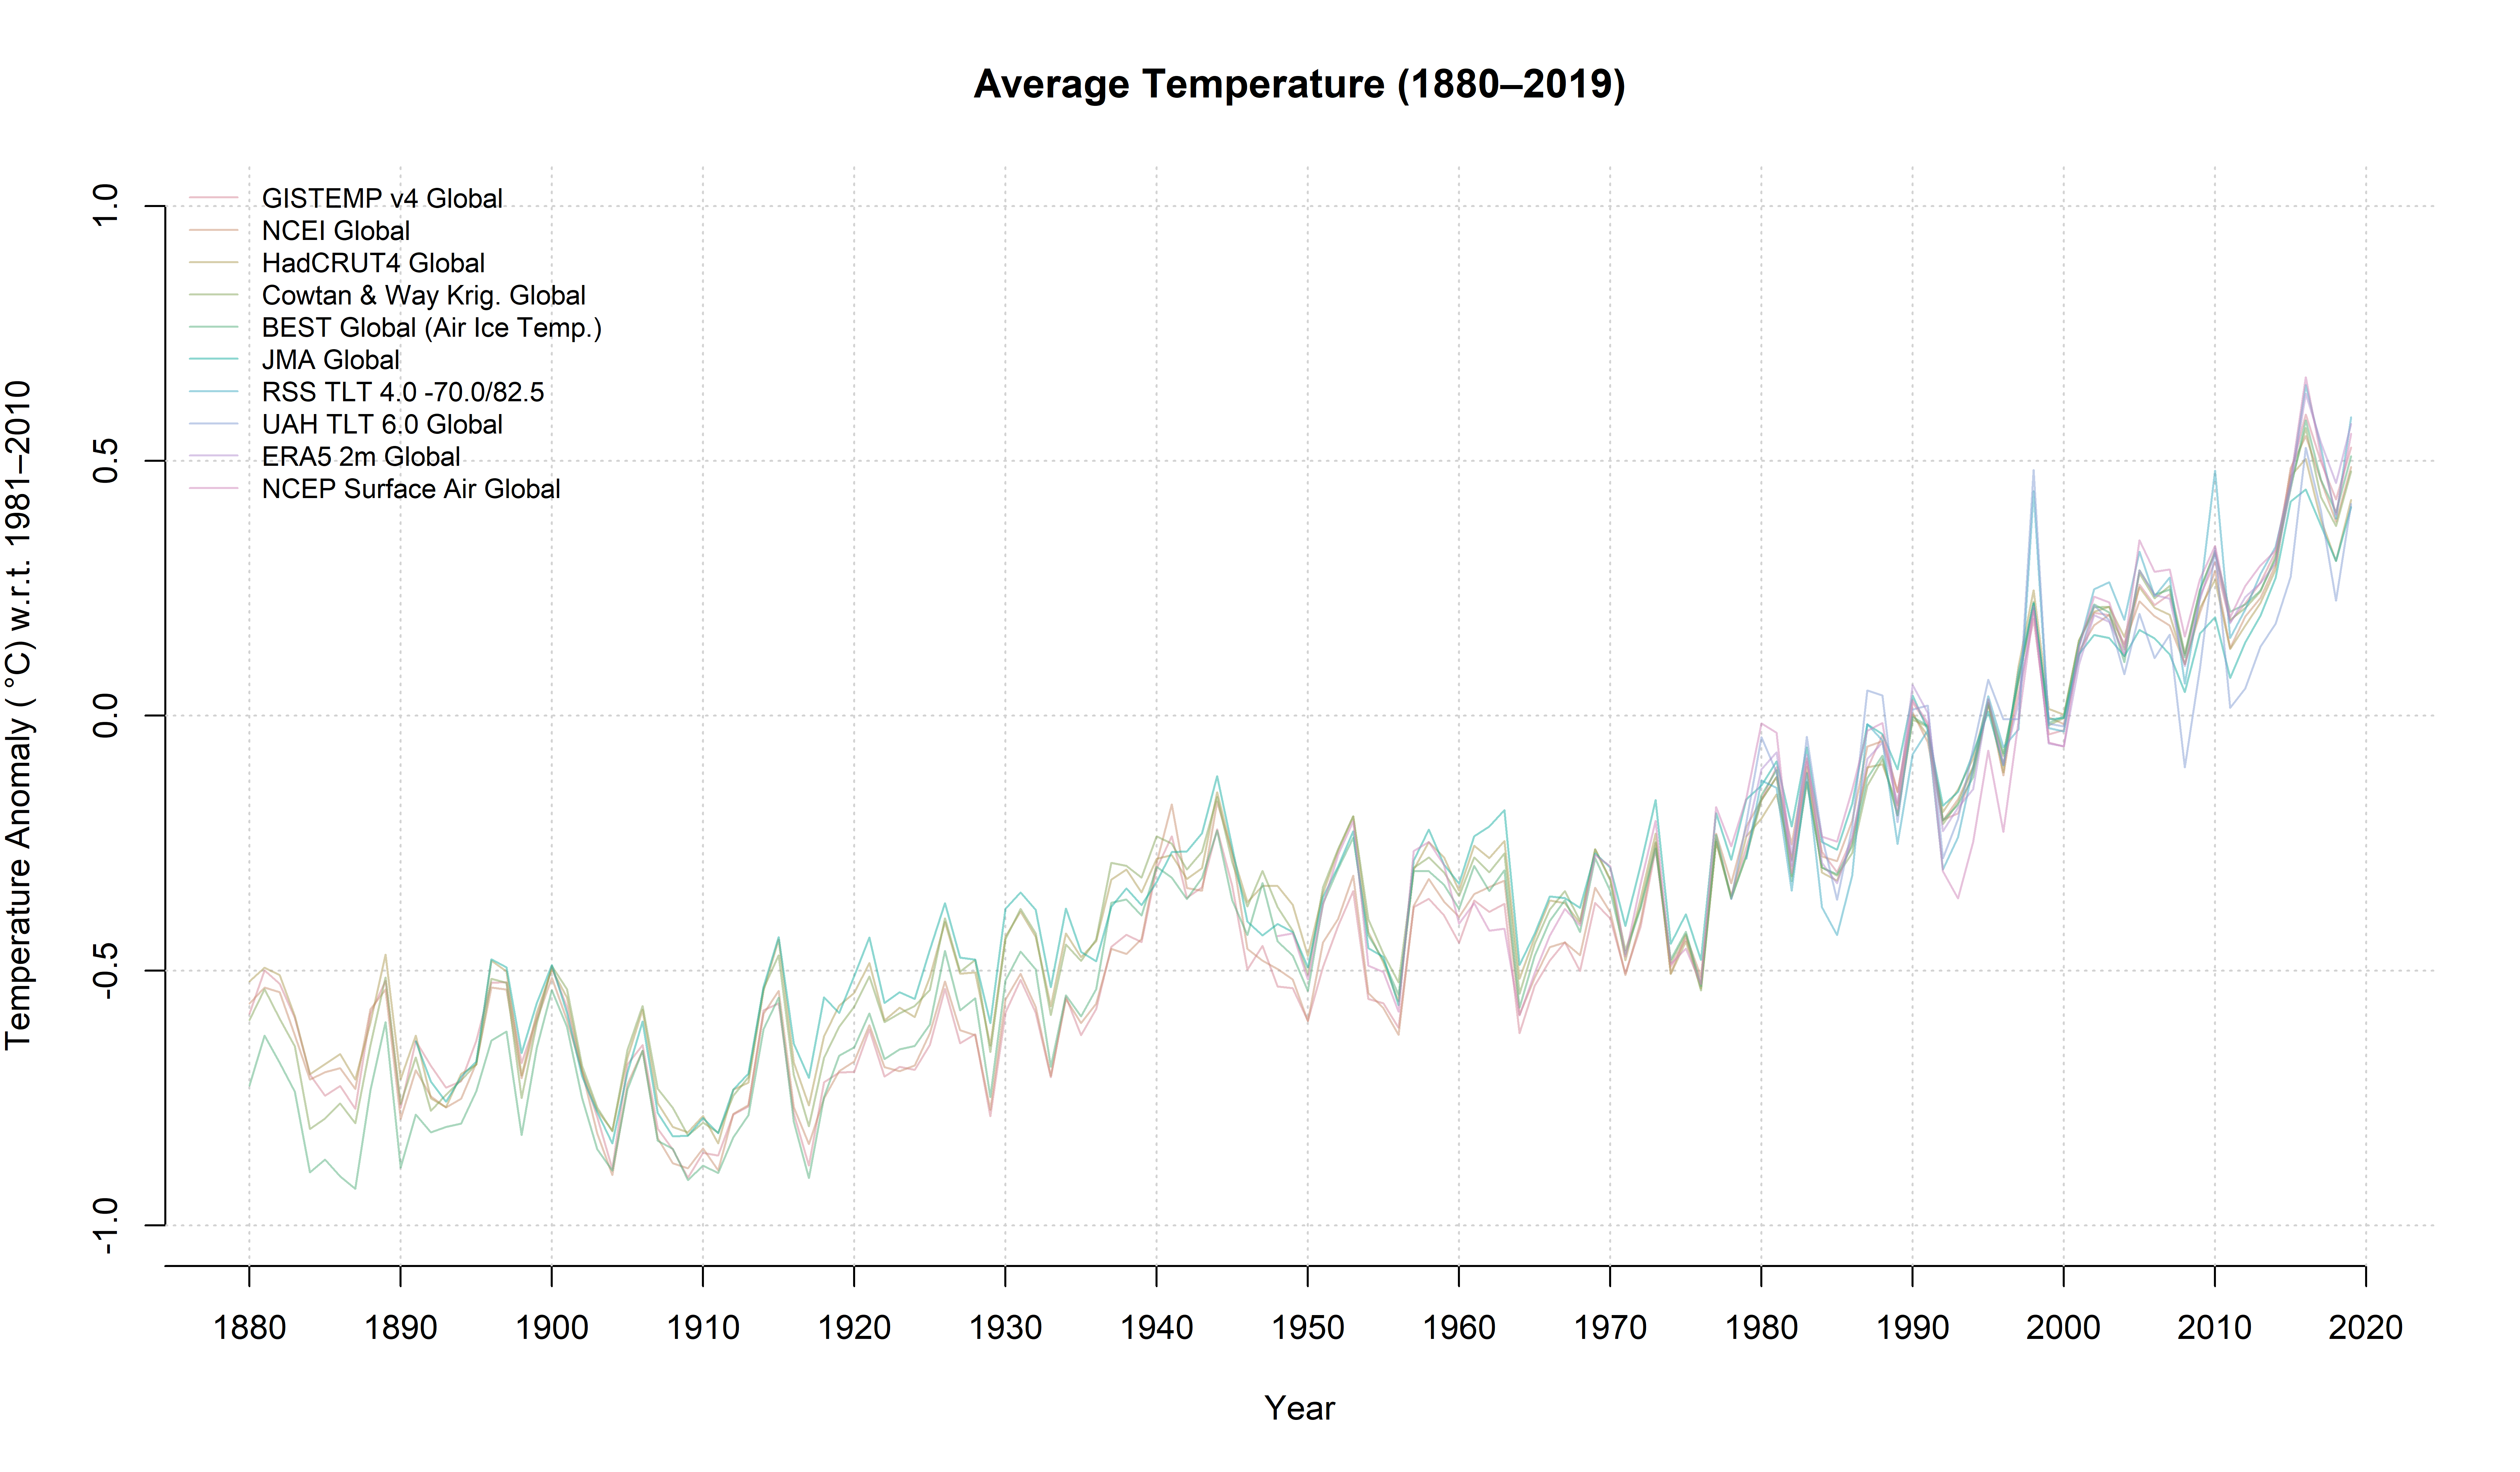 Average Temperature (1880–2019)
Temperature Anomaly ( °C) w.r.t. 1981–2010
1.0
0.5
0.0
-0.5
-1.0
GISTEMP v4 Global
NCEI Global
HadCRUT4 Global
Cowtan & Way Krig. Global
BEST Global (Air Ice Temp.)
JMA Global
RSS TLT 4.0 -70.0/82.5
UAH TLT 6.0 Global
ERA5 2m Global
NCEP Surface Air Global
1880 1890 1900 1910 1920 1930 1940 1950 1960 1970 1980 1990 2000 2010 2020
Year